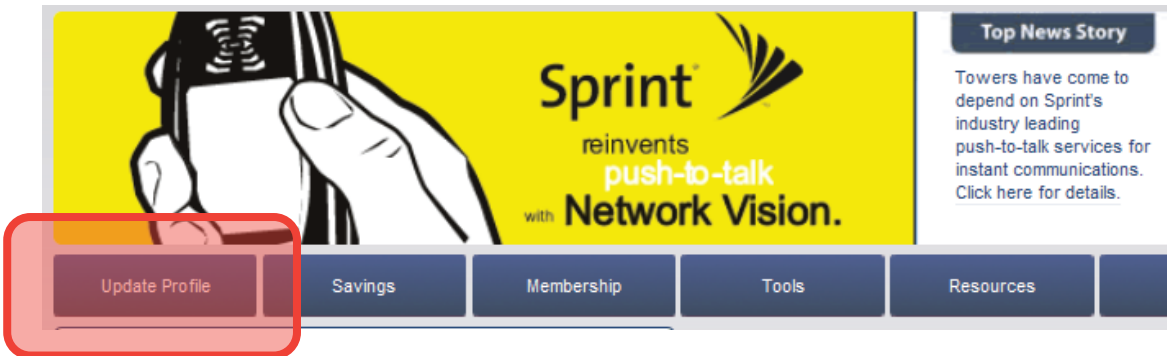 Sprint
reinvents
push-to-talk
with Network Vision.
Top News Story
Towers have come to
depend on Sprint's
industry leading
push-to-talk services for
instant communications.
Click here for details.
Update Profile
Savings
Membership
Tools
Resources